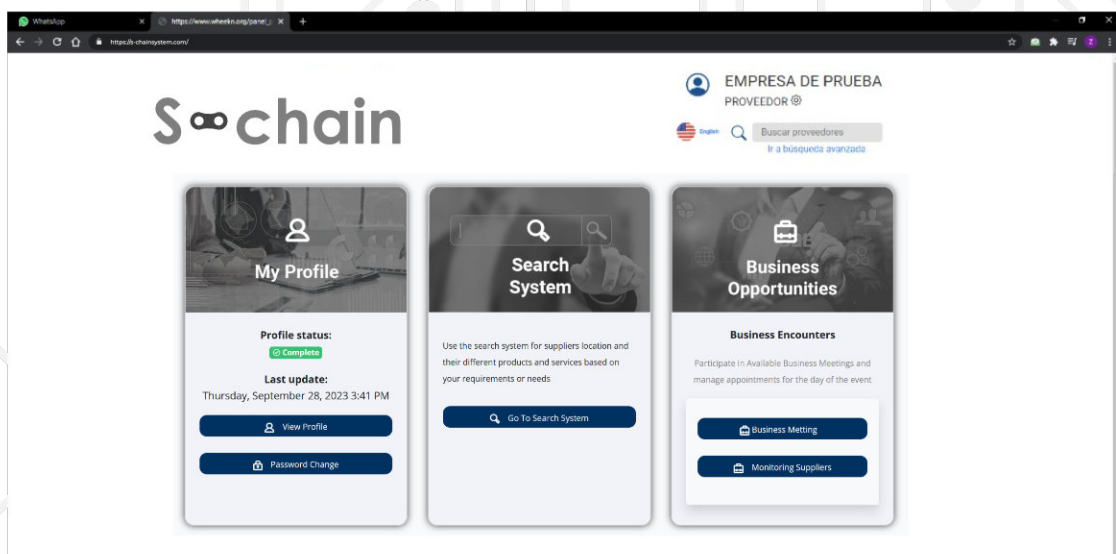 WhatsApp
https://www.wheekn.org/panel_p
https://s-chainsystem.com/
EMPRESA DE PRUEBA
PROVEEDOR
S chain
English
Buscar proveedores
Ir a búsqueda avanzada
My Profile
Profile status:
Complete
Last update:
Thursday, September 28, 2023 3:41 PM
View Profile
Password Change
Search
System
Use the search system for suppliers location and
their different products and services based on
your requirements or needs
Go To Search System
Business
Opportunities
Business Encounters
Participate in Available Business Meetings and
manage appointments for the day of the event
Business Metting
Monitoring Suppliers